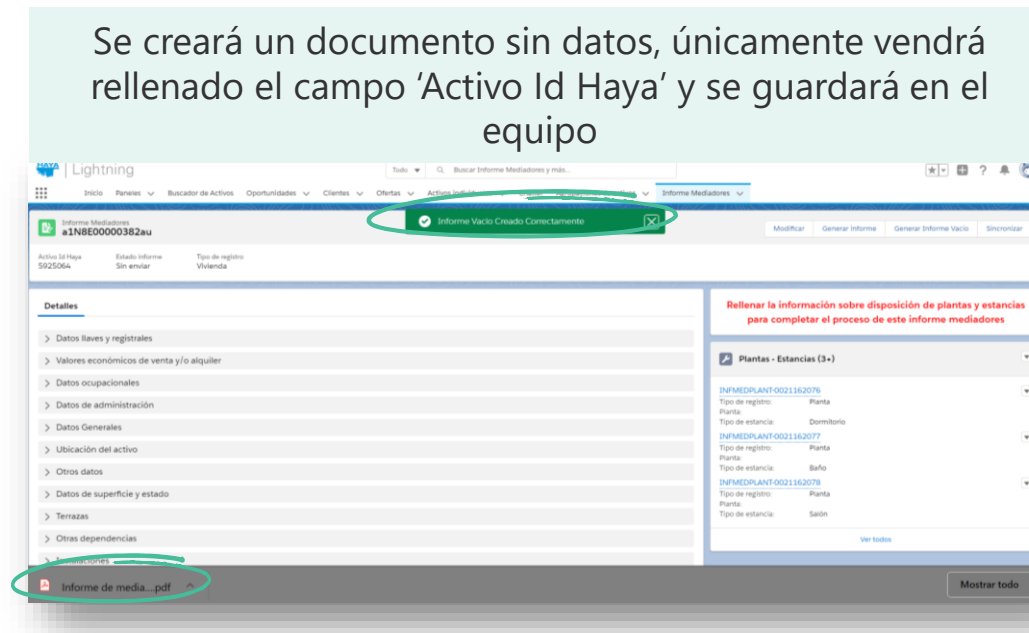 Se creará un documento sin datos, únicamente vendrá
rellenado el campo ‘Activo Id Haya’ y se guardará en el
equipo
HAYA | Lightning
Todo
Buscar Informe Mediadores y más...
Inicio Paneles Buscador de Activos Oportunidades Clientes Ofertas Informe Mediadores
Informe Vacío Creado Correctamente
Informe Mediadores
a1N8E00000382au
Modificar Generar Informe Generar Informe Vacío Sincronizar
Activo Id Haya Estado informe Tipo de registro
5925064 Sin enviar Vivienda
Detalles
Datos llaves y registrales
Valores económicos de venta y/o alquiler
Datos ocupacionales
Datos de administración
Datos Generales
Ubicación del activo
Otros datos
Datos de superficie y estado
Terrazas
Otras dependencias
Instalaciones
Rellenar la información sobre disposición de plantas y estancias
para completar el proceso de este informe mediadores
Plantas - Estancias (3+)
INFMEDPLANT-0021162076
Tipo de registro: Planta
Planta:
Tipo de estancia: Dormitorio
INFMEDPLANT-0021162077
Tipo de registro: Planta
Planta:
Tipo de estancia: Baño
INFMEDPLANT-0021162078
Tipo de registro: Planta
Planta:
Tipo de estancia: Salón
Ver todos
Informe de media....pdf
Mostrar todo